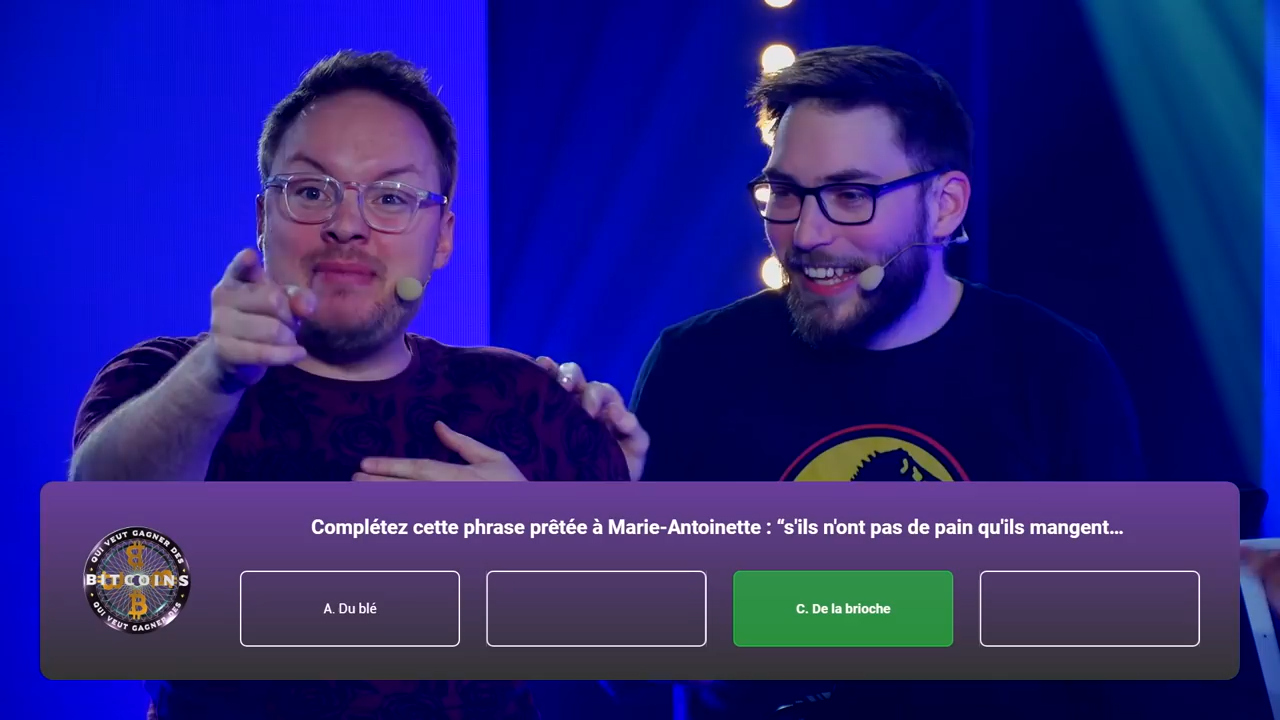 Complétez cette phrase prêtée à Marie-Antoinette : “s'ils n'ont pas de pain qu'ils mangent...
QUI VEUT GAGNER DES
BITCOINS
QUI VEUT GAGNER DES
A. Du blé
C. De la brioche